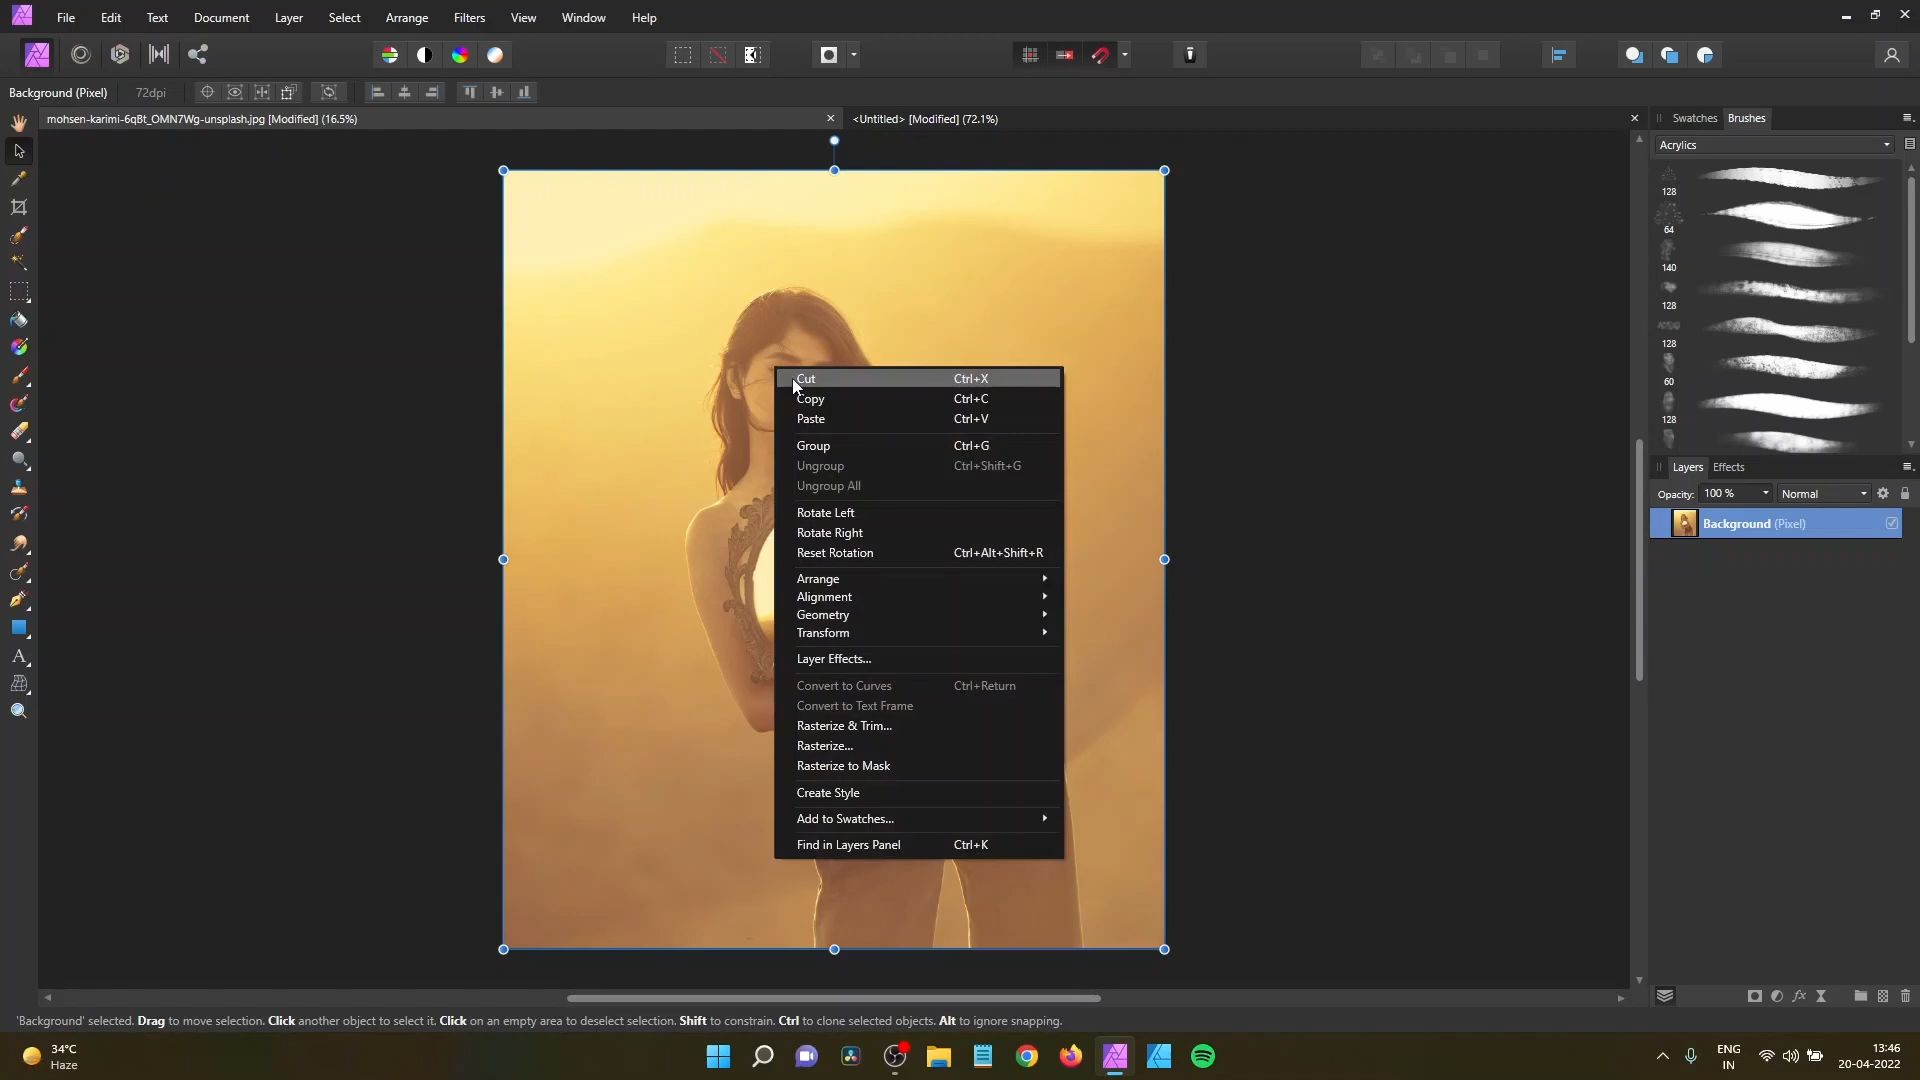 File Edit Text Document Layer Select Arrange Filters View Window Help
Background (Pixel) 72dpi
mohsen-karimi-6qBt_OMN7Wg-unsplash.jpg [Modified] (16.5%)
<Untitled> [Modified] (72.1%)
Swatches Brushes
Acrylics
128
64
140
128
128
60
128
Cut Ctrl+X
Copy Ctrl+C
Paste Ctrl+V
Group Ctrl+G
Ungroup Ctrl+Shift+G
Ungroup All
Rotate Left
Rotate Right
Reset Rotation Ctrl+Alt+Shift+R
Arrange
Alignment
Geometry
Transform
Layer Effects...
Convert to Curves Ctrl+Return
Convert to Text Frame
Rasterize & Trim...
Rasterize...
Rasterize to Mask
Create Style
Add to Swatches...
Find in Layers Panel Ctrl+K
Layers Effects
Opacity: 100 % Normal
Background (Pixel)
'Background' selected. Drag to move selection. Click another object to select it. Click on an empty area to deselect selection. Shift to constrain. Ctrl to clone selected objects. Alt to ignore snapping.
34°C
Haze
ENG
IN
13:46
20-04-2022